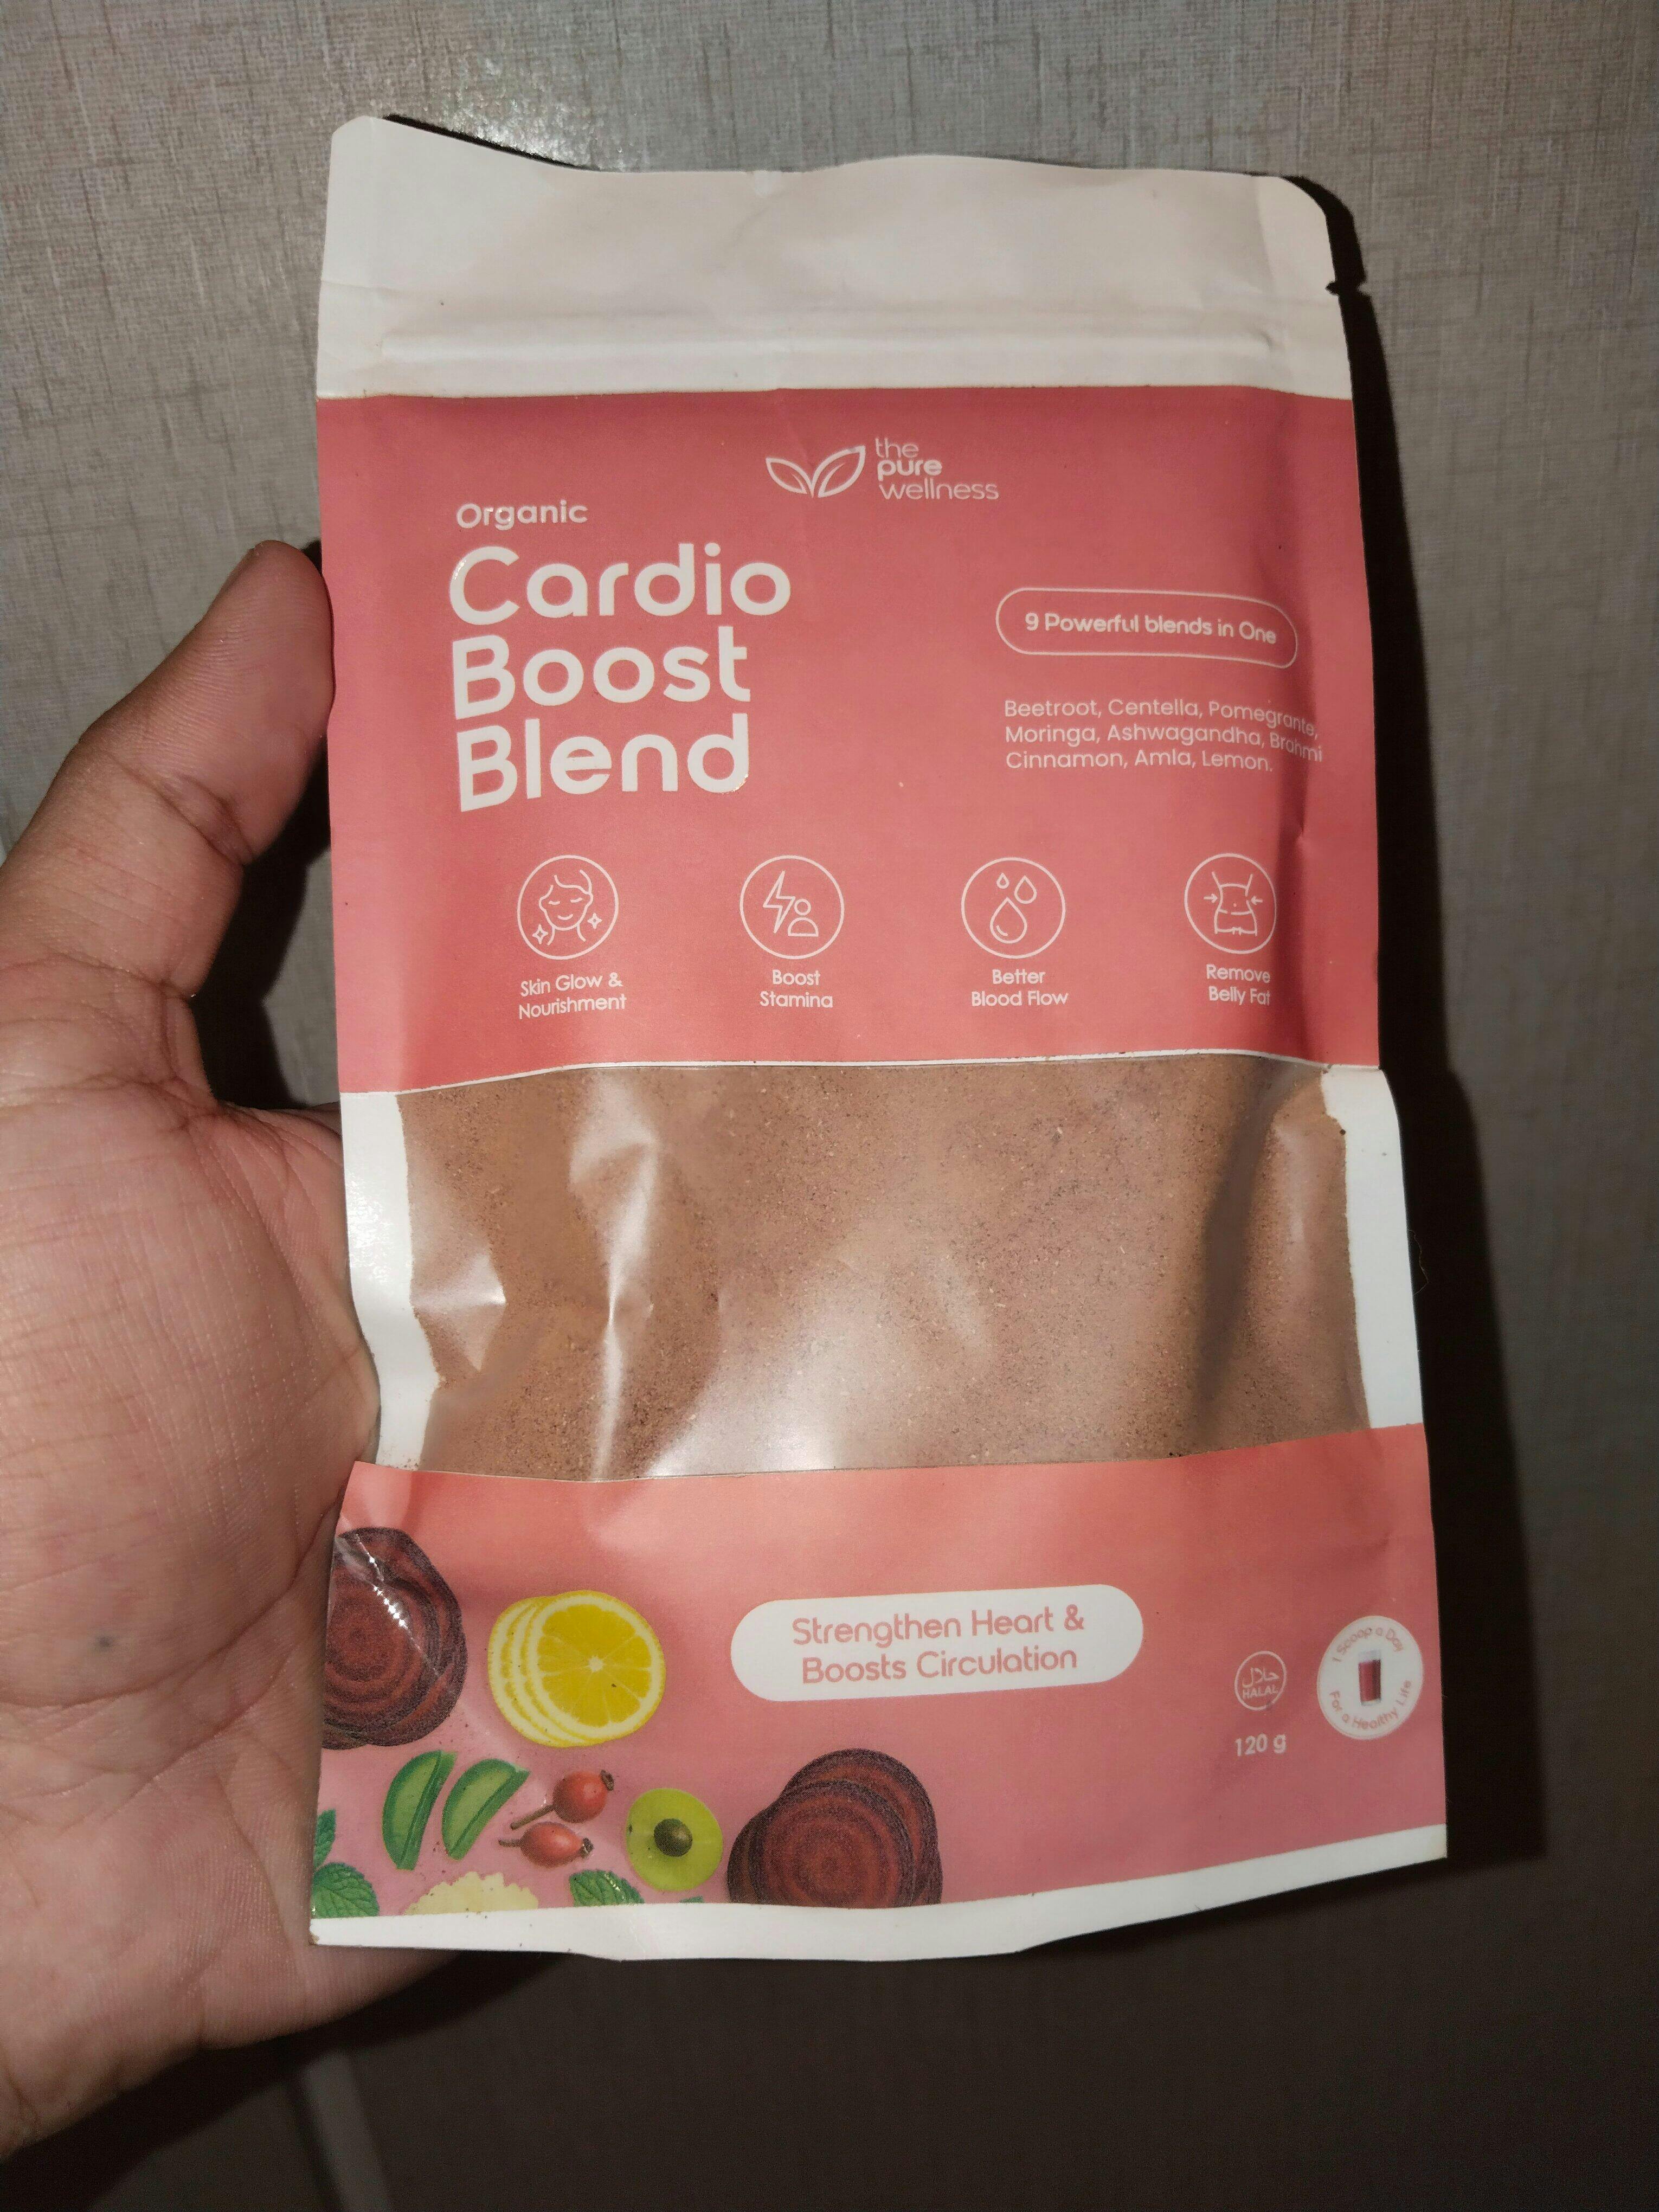 the
pure
wellness
Organic
Cardio
Boost
Blend
9 Powerful blends in One
Beetroot, Centella, Pomegrante,
Moringa, Ashwagandha, Brahmi
Cinnamon, Amla, Lemon.
Skin Glow &
Nourishment
Boost
Stamina
Better
Blood Flow
Remove
Belly Fat
Strengthen Heart &
Boosts Circulation
حلال
HALAL
120 g
1 Scoop a Day
For a Healthy Life